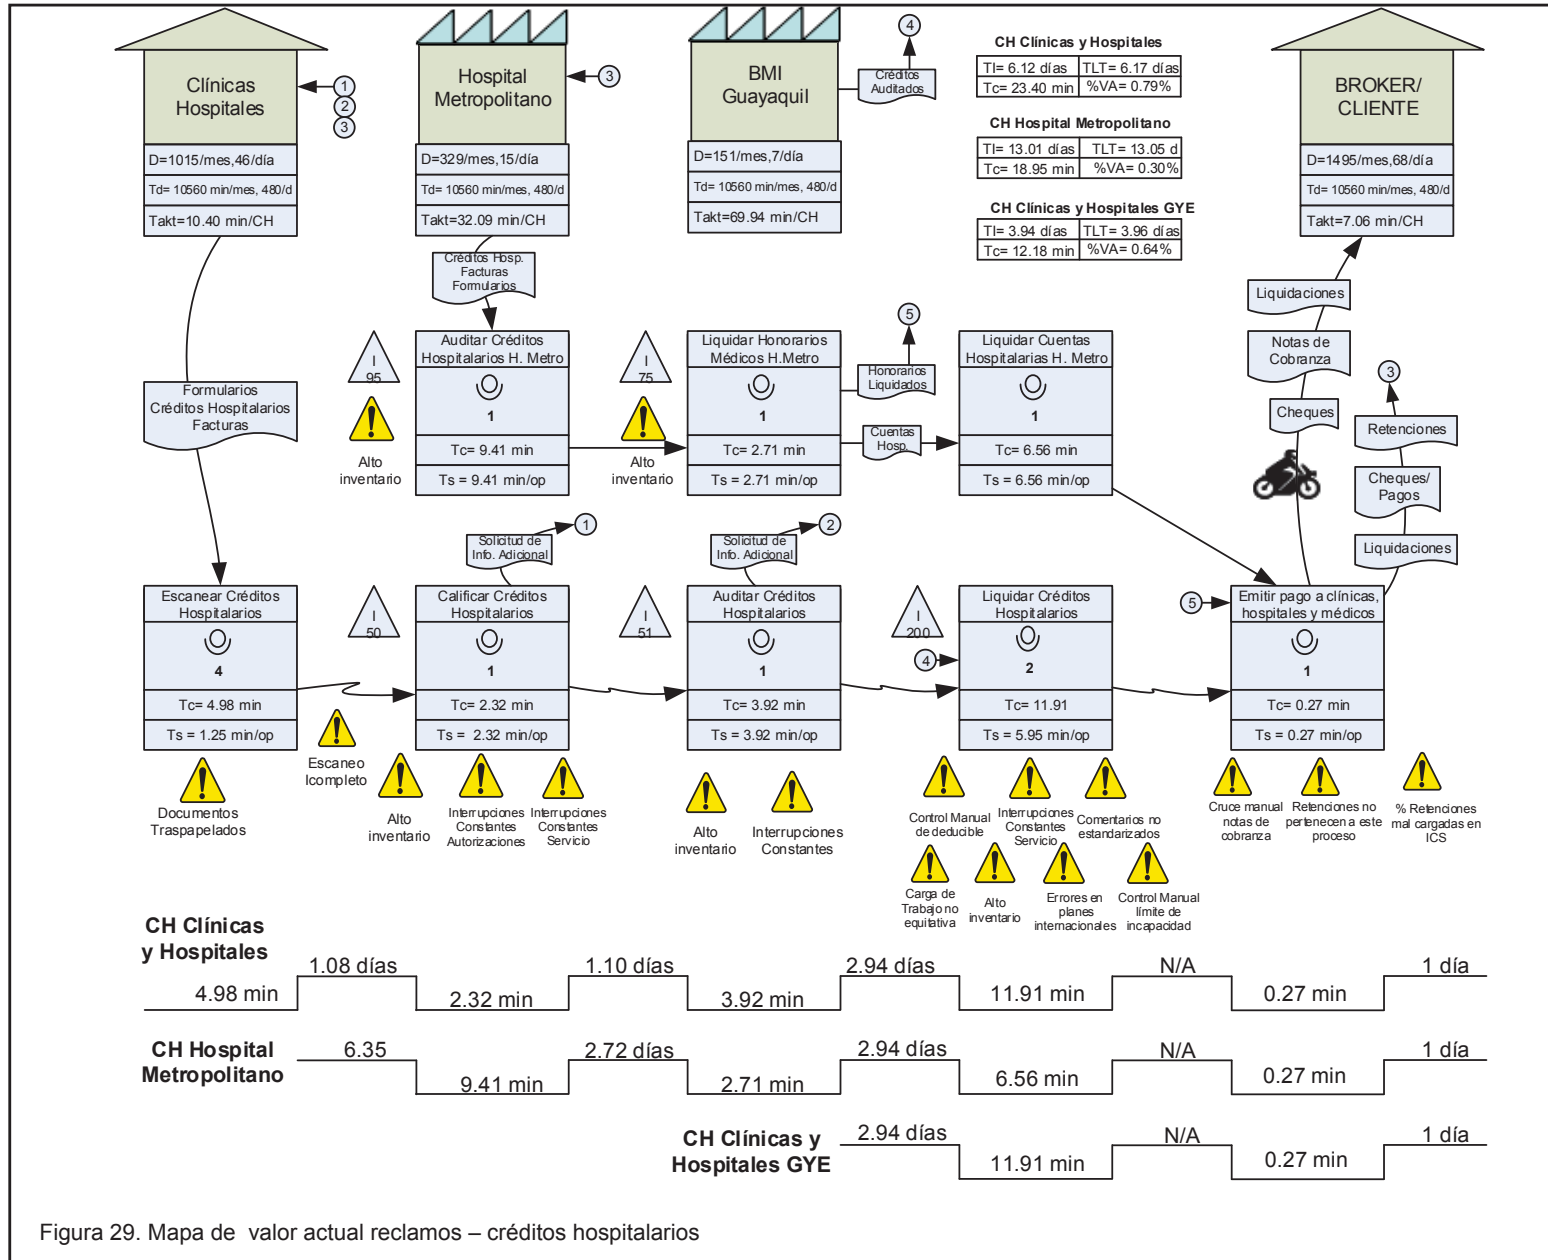 Clínicas
Hospitales
1
2
3
D=1015/mes,46/día
Td= 10560 min/mes, 480/d
Takt=10.40 min/CH
Hospital
Metropolitano
3
D=329/mes,15/día
Td= 10560 min/mes, 480/d
Takt=32.09 min/CH
BMI
Guayaquil
4
Créditos
Auditados
D=151/mes,7/día
Td= 10560 min/mes, 480/d
Takt=69.94 min/CH
CH Clínicas y Hospitales
TI= 6.12 días TLT= 6.17 días
Tc= 23.40 min %VA= 0.79%
CH Hospital Metropolitano
TI= 13.01 días TLT= 13.05 d
Tc= 18.95 min %VA= 0.30%
CH Clínicas y Hospitales GYE
TI= 3.94 días TLT= 3.96 días
Tc= 12.18 min %VA= 0.64%
BROKER/
CLIENTE
D=1495/mes,68/día
Td= 10560 min/mes, 480/d
Takt=7.06 min/CH
Créditos Hosp.
Facturas
Formularios
Formularios
Créditos Hospitalarios
Facturas
I
95
Alto
inventario
Auditar Créditos
Hospitalarios H. Metro
1
Tc= 9.41 min
Ts = 9.41 min/op
I
75
Alto
inventario
Liquidar Honorarios
Médicos H.Metro
1
Tc= 2.71 min
Ts = 2.71 min/op
5
Honorarios
Liquidados
Cuentas
Hosp.
Liquidar Cuentas
Hospitalarias H. Metro
1
Tc= 6.56 min
Ts = 6.56 min/op
Liquidaciones
Notas de
Cobranza
Cheques
3
Retenciones
Cheques/
Pagos
Liquidaciones
Escanear Créditos
Hospitalarios
4
Tc= 4.98 min
Ts = 1.25 min/op
Documentos
Traspapelados
Escaneo
Icompleto
I
50
Solicitud de
Info. Adicional
1
Calificar Créditos
Hospitalarios
1
Tc= 2.32 min
Ts = 2.32 min/op
Alto
inventario
Interrupciones
Constantes
Autorizaciones
Interrupciones
Constantes
Servicio
I
51
Solicitud de
Info. Adicional
2
Auditar Créditos
Hospitalarios
1
Tc= 3.92 min
Ts = 3.92 min/op
Alto
inventario
Interrupciones
Constantes
I
200
4
Liquidar Créditos
Hospitalarios
2
Tc= 11.91
Ts = 5.95 min/op
Control Manual
de deducible
Interrupciones
Constantes
Servicio
Comentarios no
estandarizados
Carga de
Trabajo no
equitativa
Alto
inventario
Errores en
planes
internacionales
Control Manual
límite de
incapacidad
5
Emitir pago a clínicas,
hospitales y médicos
1
Tc= 0.27 min
Ts = 0.27 min/op
Cruce manual
notas de
cobranza
Retenciones no
pertenecen a este
proceso
% Retenciones
mal cargadas en
ICS
CH Clínicas
y Hospitales
4.98 min 1.08 días 2.32 min 1.10 días 3.92 min 2.94 días 11.91 min N/A 0.27 min 1 día
CH Hospital
Metropolitano
6.35 9.41 min 2.72 días 2.71 min 2.94 días 6.56 min N/A 0.27 min 1 día
CH Clínicas y
Hospitales GYE
2.94 días 11.91 min N/A 0.27 min 1 día
Figura 29. Mapa de valor actual reclamos – créditos hospitalarios